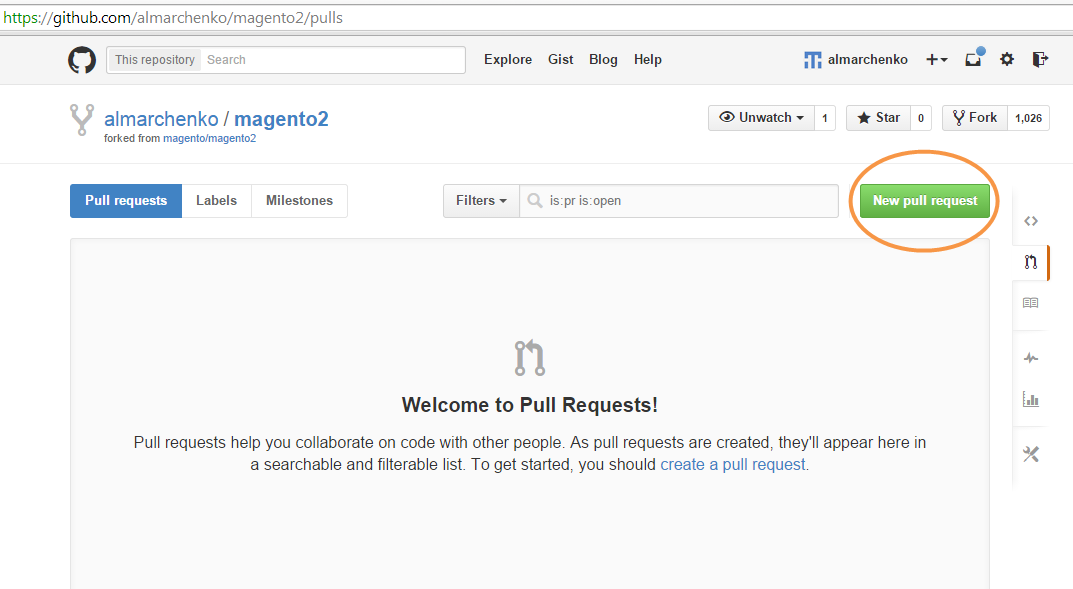 https://github.com/almarchenko/magento2/pulls
This repository Search Explore Gist Blog Help almarchenko
almarchenko / magento2 Unwatch 1 Star 0 Fork 1,026
forked from magento/magento2
Pull requests Labels Milestones Filters is:pr is:open New pull request
Welcome to Pull Requests!
Pull requests help you collaborate on code with other people. As pull requests are created, they'll appear here in
a searchable and filterable list. To get started, you should create a pull request.